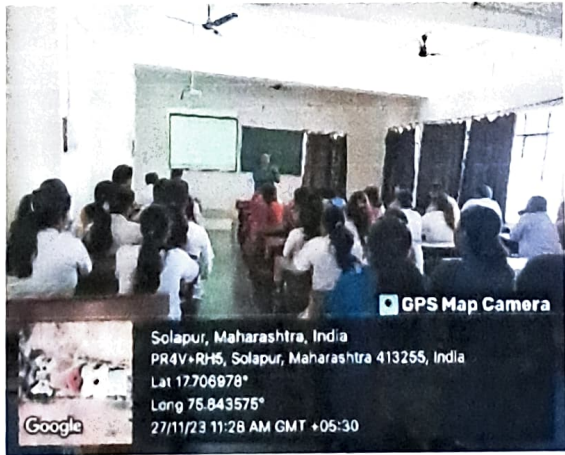 GPS Map Camera
Solapur, Maharashtra, India
PR4V+RH5, Solapur, Maharashtra 413255, India
Lat 17.706978°
Long 75.843575°
27/11/23 11:28 AM GMT +05:30
Google